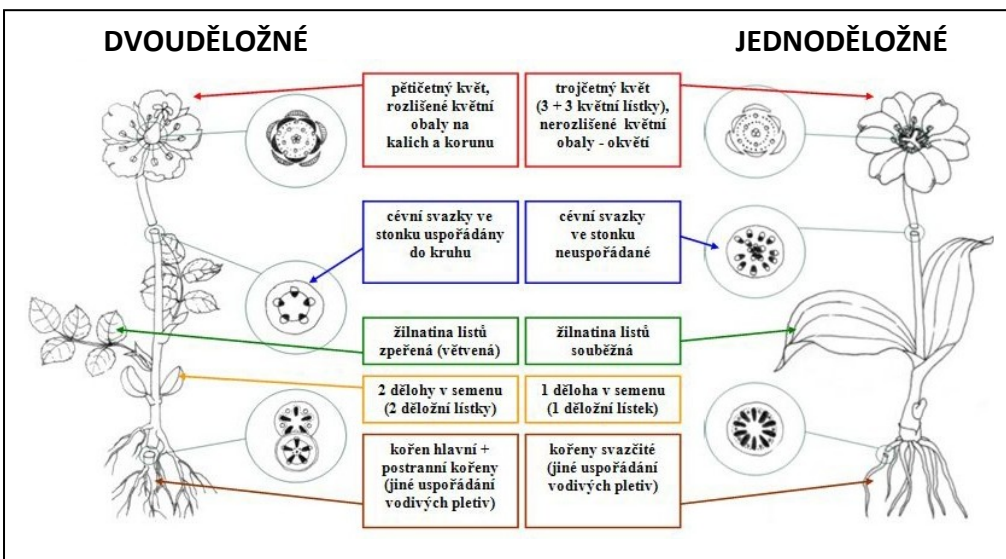 DVOUDĚLOŽNÉ
JEDNODĚLOŽNÉ
pětičetný květ,
rozlišené květní
obaly na
kalich a korunu
trojčetný květ
(3 + 3 květní lístky),
nerozlišené květní
obaly - okvětí
cévní svazky ve
stonku uspořádány
do kruhu
cévní svazky
ve stonku
neuspořádané
žilnatina listů
zpeřená (větvená)
žilnatina listů
souběžná
2 dělohy v semenu
(2 děložní lístky)
1 děloha v semenu
(1 děložní lístek)
kořen hlavní +
postranní kořeny
(jiné uspořádání
vodivých pletiv)
kořeny svazčité
(jiné uspořádání
vodivých pletiv)